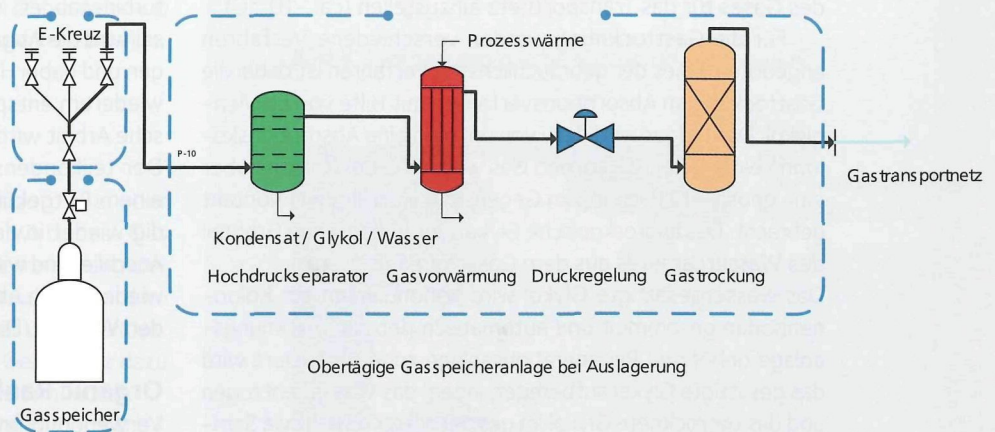 E-Kreuz
Prozesswärme
P-10
Gastransportnetz
Kondensat / Glykol / Wasser
Hochdruckseparator Gasvorwärmung Druckregelung Gastrocknung
Obertägige Gasspeicheranlage bei Auslagerung
Gasspeicher